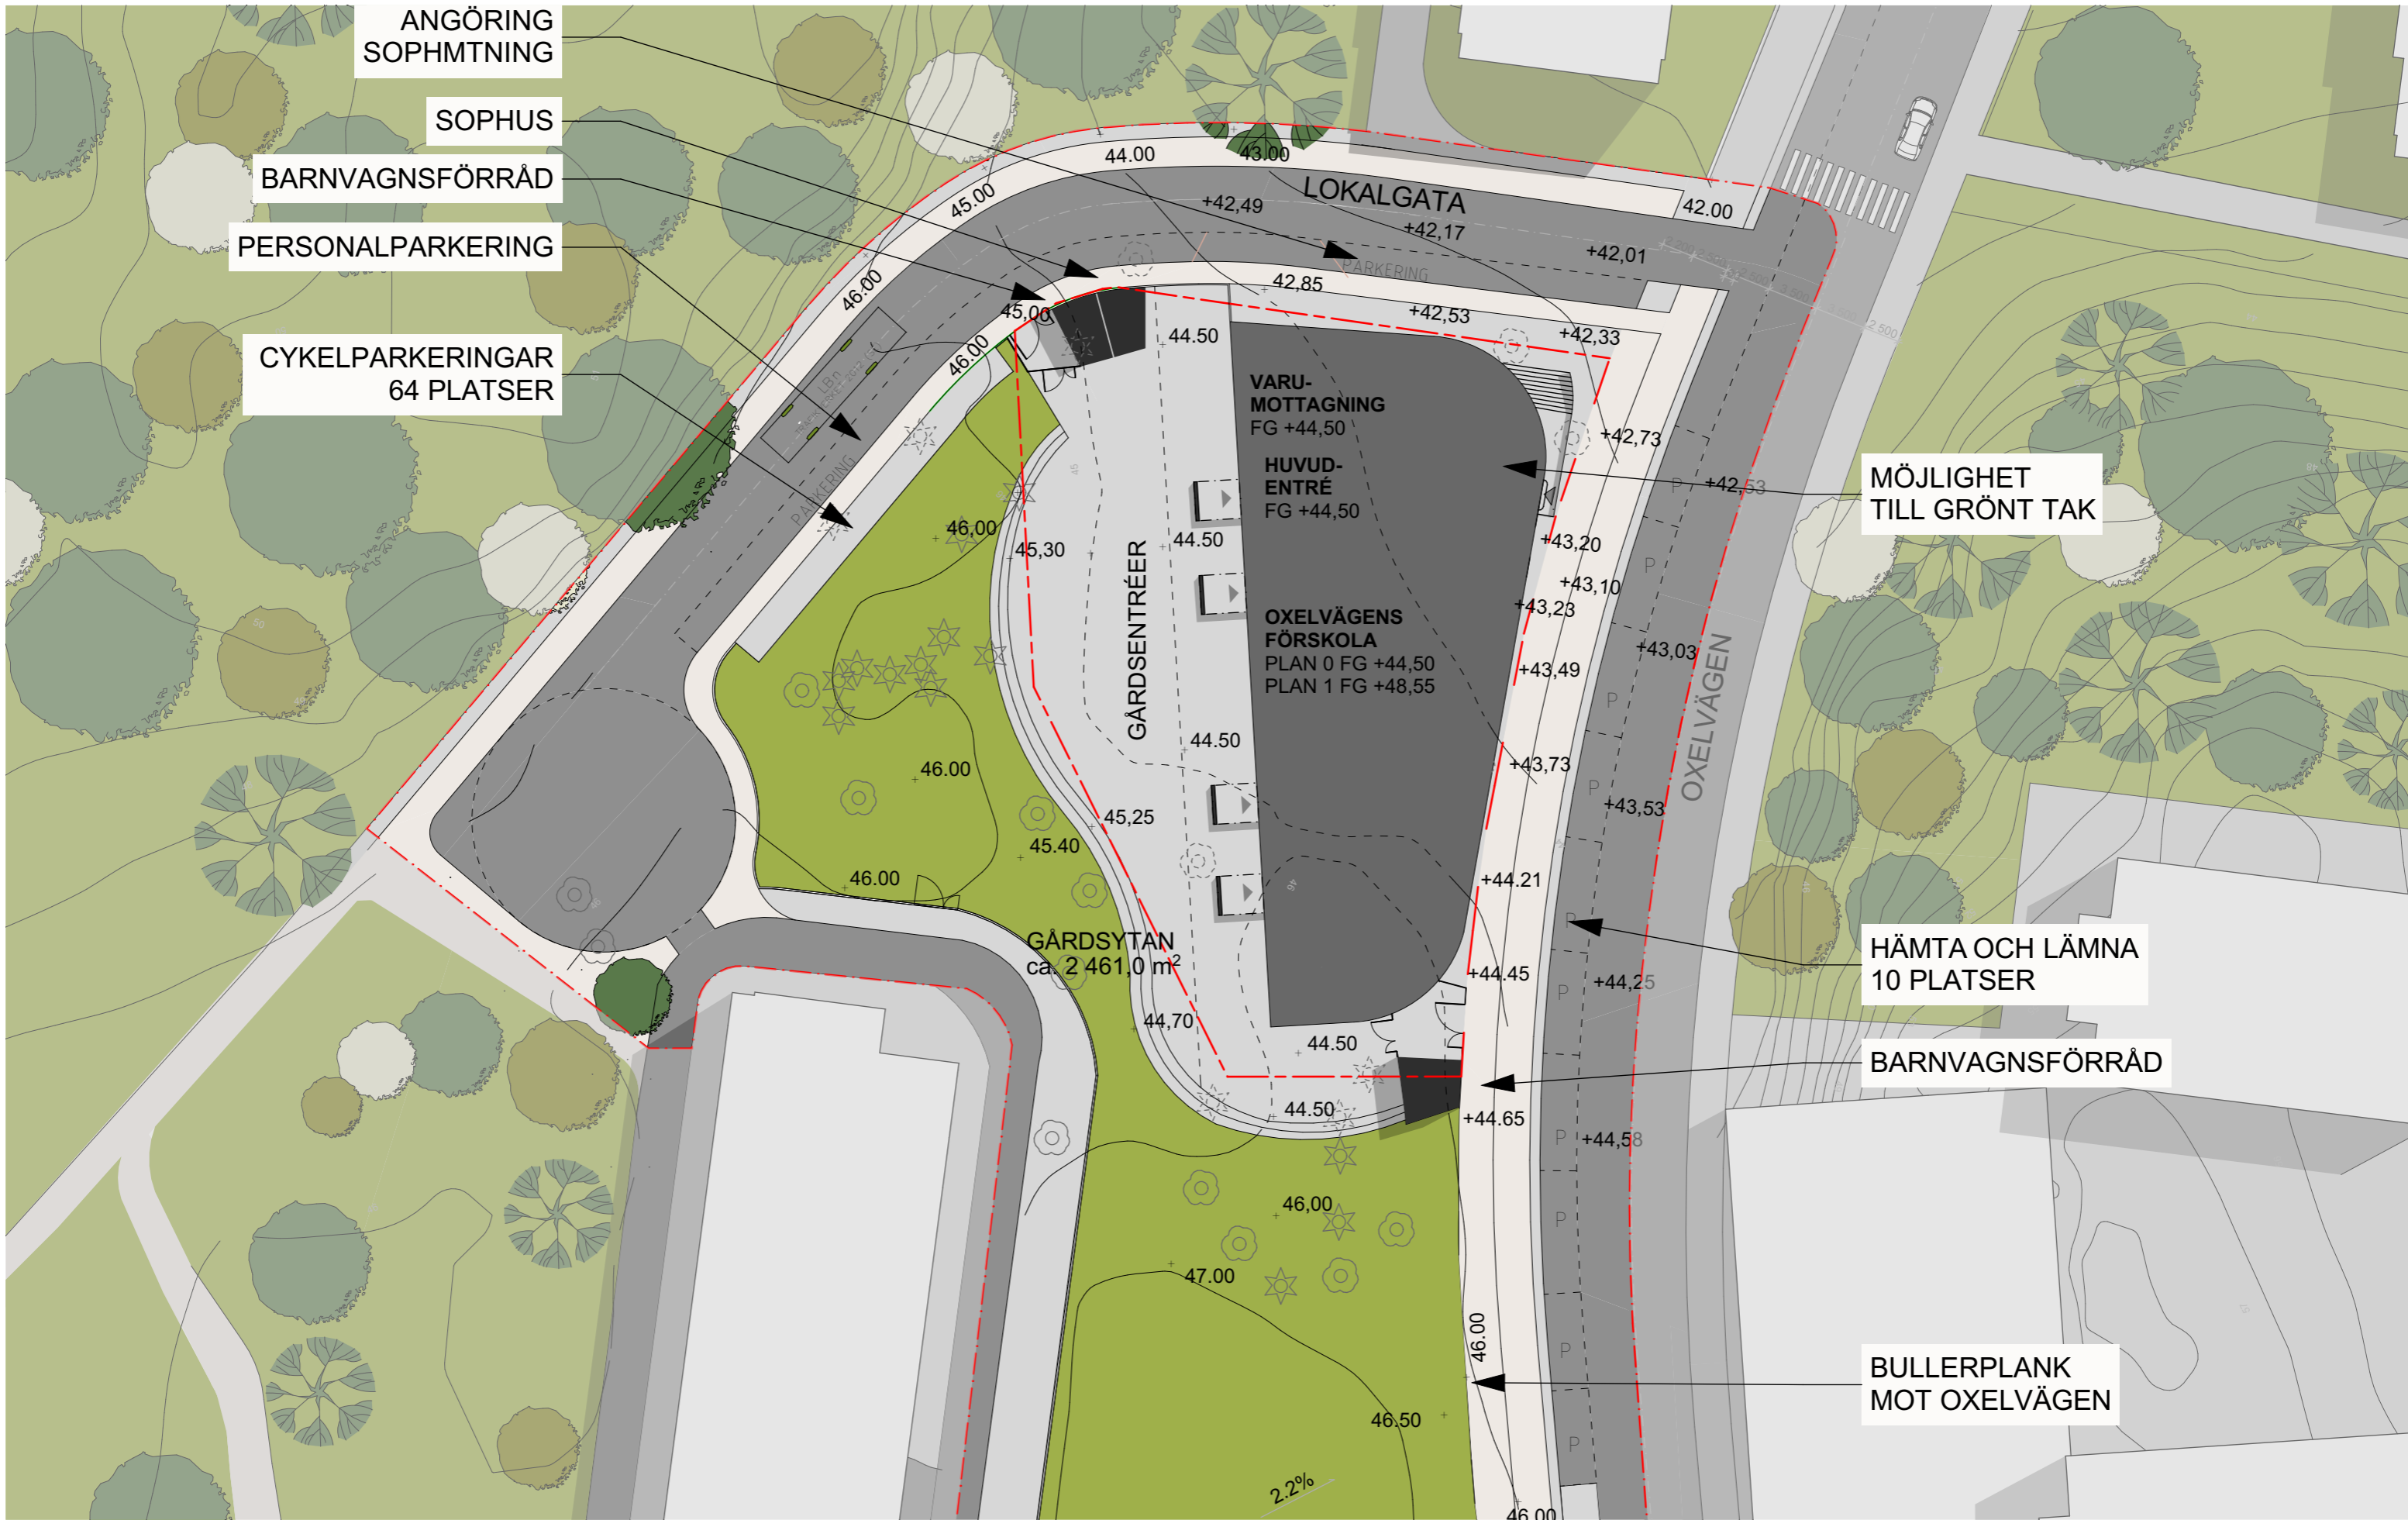 ANGÖRING
SOPHMTNING
SOPHUS
BARNVAGNSFÖRRÅD
PERSONALPARKERING
CYKELPARKERINGAR
64 PLATSER
44.00
43.00
45.00
46.00
LOKALGATA
42.00
+42,49
+42,17
+42,01
PARKERING
42,85
+42,53
+42,33
45,00
46.00
44.50
VARU-
MOTTAGNING
FG +44,50
HUVUD-
ENTRÉ
FG +44,50
+42,73
+42,53
MÖJLIGHET
TILL GRÖNT TAK
PARKERING
46,00
45,30
44.50
GÅRDSENTRÉER
+43,20
+43,10
+43,23
OXELVÄGENS
FÖRSKOLA
PLAN 0 FG +44,50
PLAN 1 FG +48,55
+43,03
+43,49
OXELVÄGEN
44.50
46.00
+43,73
+43,53
45,25
45.40
46.00
+44.21
GÅRDSYTAN
ca. 2 461,0 m²
+44.45
+44,25
HÄMTA OCH LÄMNA
10 PLATSER
44,70
44.50
BARNVAGNSFÖRRÅD
44.50
+44.65
+44,58
46,00
47.00
46.00
BULLERPLANK
MOT OXELVÄGEN
46.50
2.2%
46.00
P
P
P
P
P
P
P
P
P
P